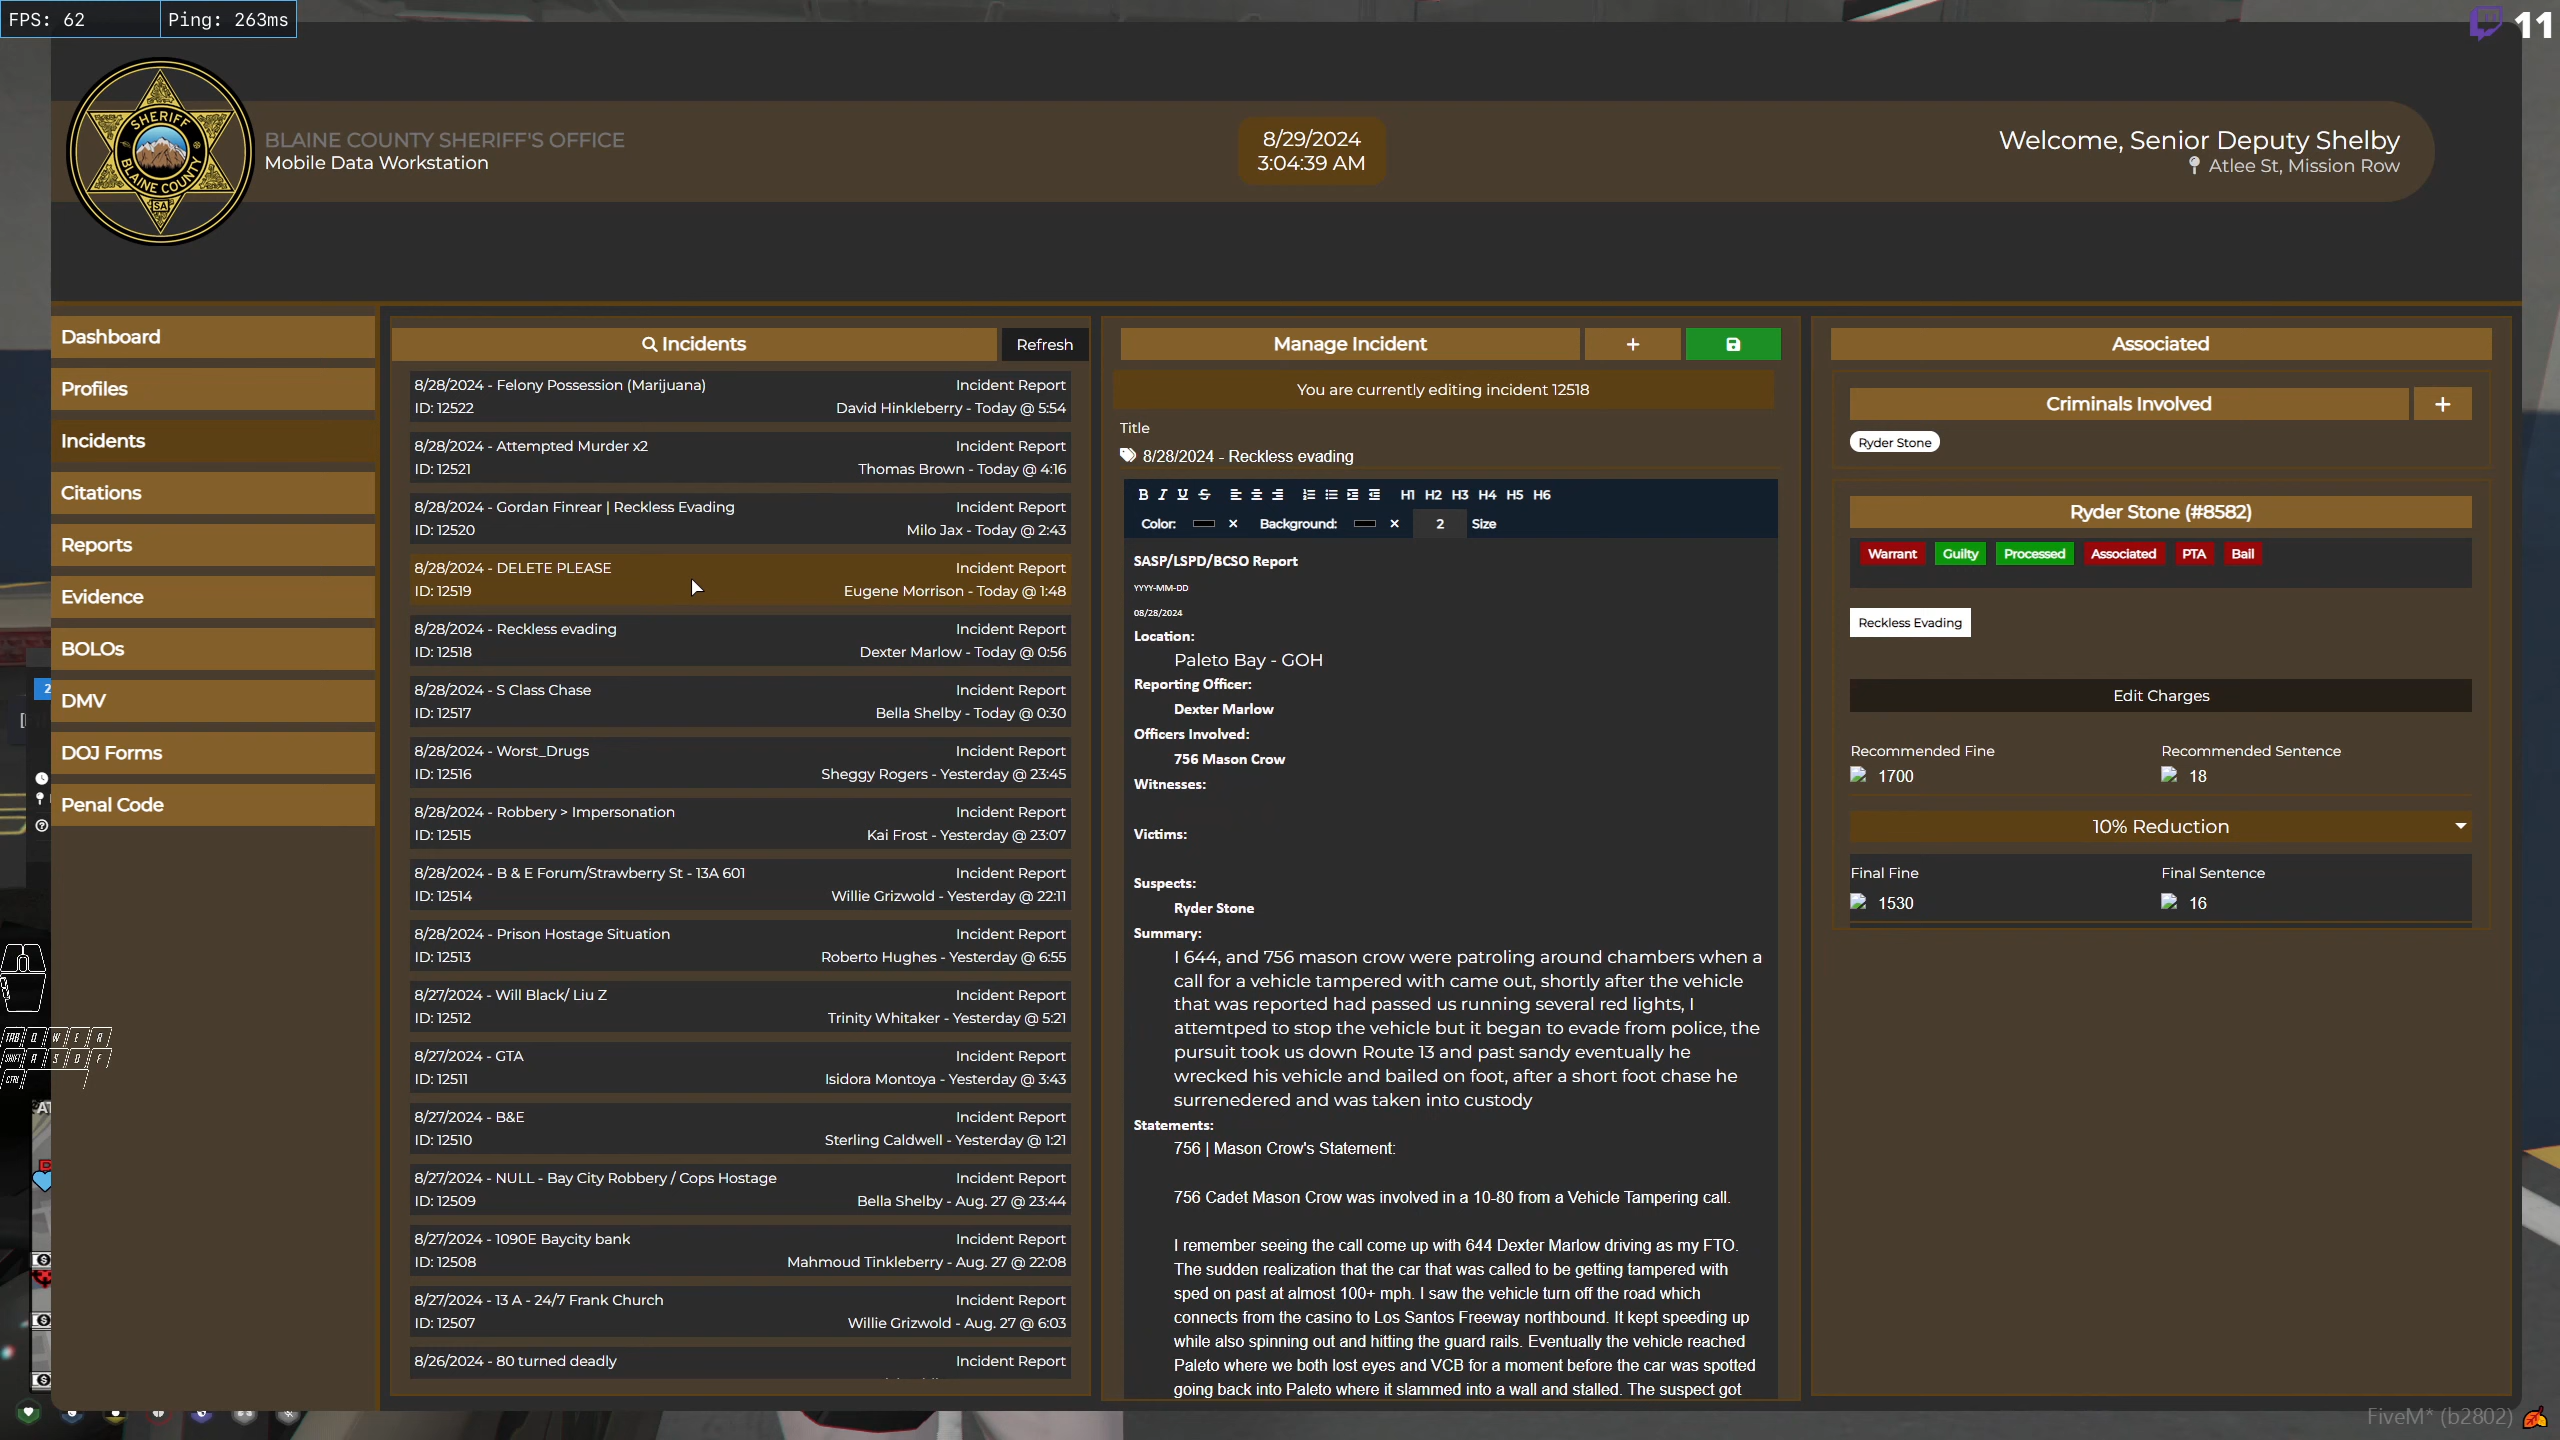 FPS: 62
Ping: 263ms
11
SHERIFF
BLAINE COUNTY
SA
BLAINE COUNTY SHERIFF'S OFFICE
Mobile Data Workstation
8/29/2024
3:04:39 AM
Welcome, Senior Deputy Shelby
Atlee St, Mission Row
Dashboard
Profiles
Incidents
Citations
Reports
Evidence
BOLOs
DMV
DOJ Forms
Penal Code
Incidents
Refresh
8/28/2024 - Felony Possession (Marijuana) Incident Report
ID: 12522 David Hinkleberry - Today @ 5:54
8/28/2024 - Attempted Murder x2 Incident Report
ID: 12521 Thomas Brown - Today @ 4:16
8/28/2024 - Gordan Finrear | Reckless Evading Incident Report
ID: 12520 Milo Jax - Today @ 2:43
8/28/2024 - DELETE PLEASE Incident Report
ID: 12519 Eugene Morrison - Today @ 1:48
8/28/2024 - Reckless evading Incident Report
ID: 12518 Dexter Marlow - Today @ 0:56
8/28/2024 - S Class Chase Incident Report
ID: 12517 Bella Shelby - Today @ 0:30
8/28/2024 - Worst_Drugs Incident Report
ID: 12516 Sheggy Rogers - Yesterday @ 23:45
8/28/2024 - Robbery > Impersonation Incident Report
ID: 12515 Kai Frost - Yesterday @ 23:07
8/28/2024 - B & E Forum/Strawberry St - 13A 601 Incident Report
ID: 12514 Willie Grizwold - Yesterday @ 22:11
8/28/2024 - Prison Hostage Situation Incident Report
ID: 12513 Roberto Hughes - Yesterday @ 6:55
8/27/2024 - Will Black/ Liu Z Incident Report
ID: 12512 Trinity Whitaker - Yesterday @ 5:21
8/27/2024 - GTA Incident Report
ID: 12511 Isidora Montoya - Yesterday @ 3:43
8/27/2024 - B&E Incident Report
ID: 12510 Sterling Caldwell - Yesterday @ 1:21
8/27/2024 - NULL - Bay City Robbery / Cops Hostage Incident Report
ID: 12509 Bella Shelby - Aug. 27 @ 23:44
8/27/2024 - 1090E Baycity bank Incident Report
ID: 12508 Mahmoud Tinkleberry - Aug. 27 @ 22:08
8/27/2024 - 13 A - 24/7 Frank Church Incident Report
ID: 12507 Willie Grizwold - Aug. 27 @ 6:03
8/26/2024 - 80 turned deadly Incident Report
Manage Incident +
You are currently editing incident 12518
Title
8/28/2024 - Reckless evading
B I U S H1 H2 H3 H4 H5 H6
Color: × Background: × 2 Size
SASP/LSPD/BCSO Report
YYYY-MM-DD
08/28/2024
Location:
Paleto Bay - GOH
Reporting Officer:
Dexter Marlow
Officers Involved:
756 Mason Crow
Witnesses:
Victims:
Suspects:
Ryder Stone
Summary:
I 644, and 756 mason crow were patroling around chambers when a
call for a vehicle tampered with came out, shortly after the vehicle
that was reported had passed us running several red lights, I
attemtped to stop the vehicle but it began to evade from police, the
pursuit took us down Route 13 and past sandy eventually he
wrecked his vehicle and bailed on foot, after a short foot chase he
surrenedered and was taken into custody
Statements:
756 | Mason Crow's Statement:
756 Cadet Mason Crow was involved in a 10-80 from a Vehicle Tampering call.
I remember seeing the call come up with 644 Dexter Marlow driving as my FTO.
The sudden realization that the car that was called to be getting tampered with
sped on past at almost 100+ mph. I saw the vehicle turn off the road which
connects from the casino to Los Santos Freeway northbound. It kept speeding up
while also spinning out and hitting the guard rails. Eventually the vehicle reached
Paleto where we both lost eyes and VCB for a moment before the car was spotted
going back into Paleto where it slammed into a wall and stalled. The suspect got
Associated
Criminals Involved +
Ryder Stone
Ryder Stone (#8582)
Warrant Guilty Processed Associated PTA Bail
Reckless Evading
Edit Charges
Recommended Fine Recommended Sentence
1700 18
10% Reduction
Final Fine Final Sentence
1530 16
TAB Q W E R
SHIFT A S D F
CTRL
FiveM* (b2802)